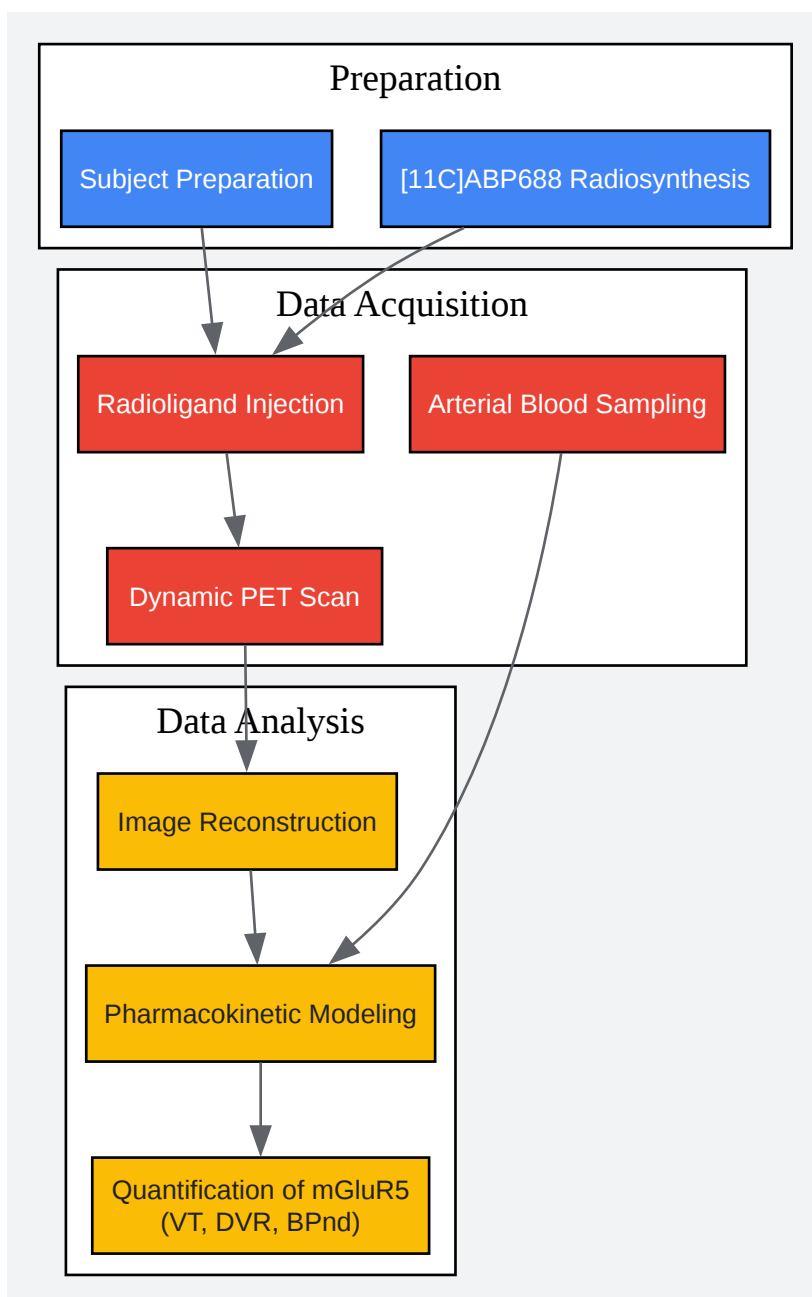 Preparation
Subject Preparation
[11C]ABP688 Radiosynthesis
Data Acquisition
Radioligand Injection
Arterial Blood Sampling
Dynamic PET Scan
Data Analysis
Image Reconstruction
Pharmacokinetic Modeling
Quantification of mGluR5
(VT, DVR, BPnd)